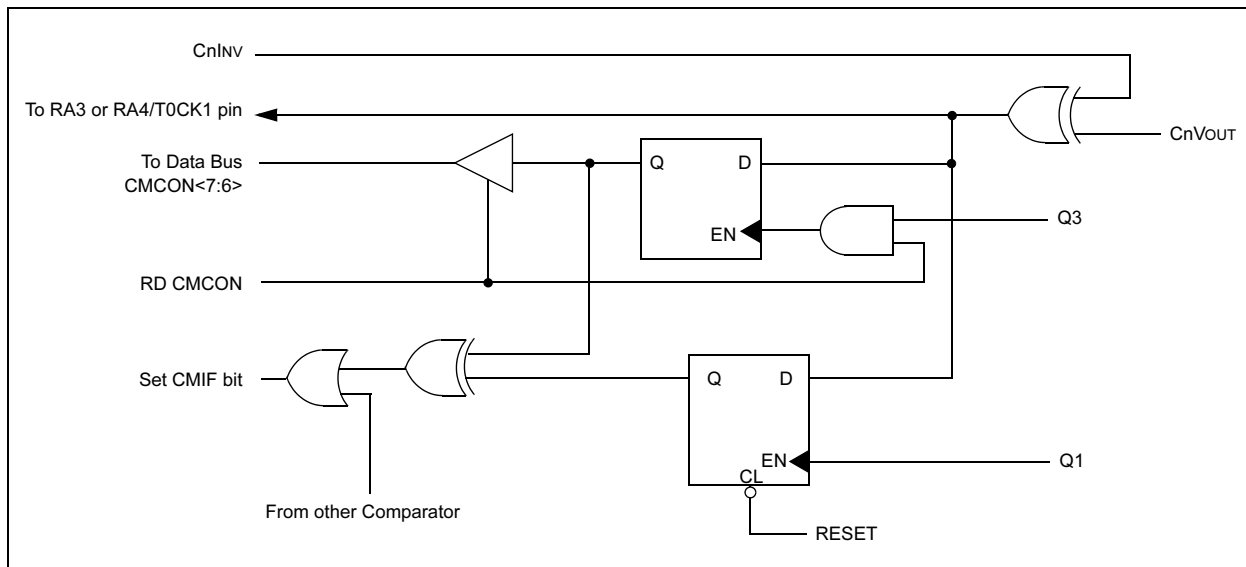 CnINV
To RA3 or RA4/T0CK1 pin
CnVOUT
To Data Bus
CMCON<7:6>
Q
D
EN
Q3
RD CMCON
Set CMIF bit
Q
D
EN
Q1
CL
From other Comparator
RESET